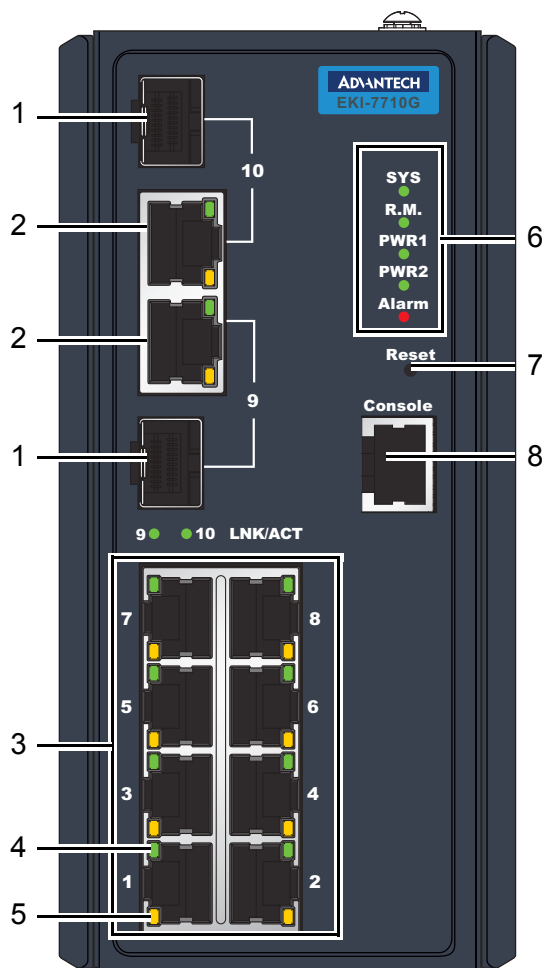 ADVANTECH
EKI-7710G
1
10
SYS
R.M.
6
2
PWR1
PWR2
Alarm
2
Reset
7
9
Console
1
8
9 10 LNK/ACT
7 8
5 6
3
3 4
4
1 2
5